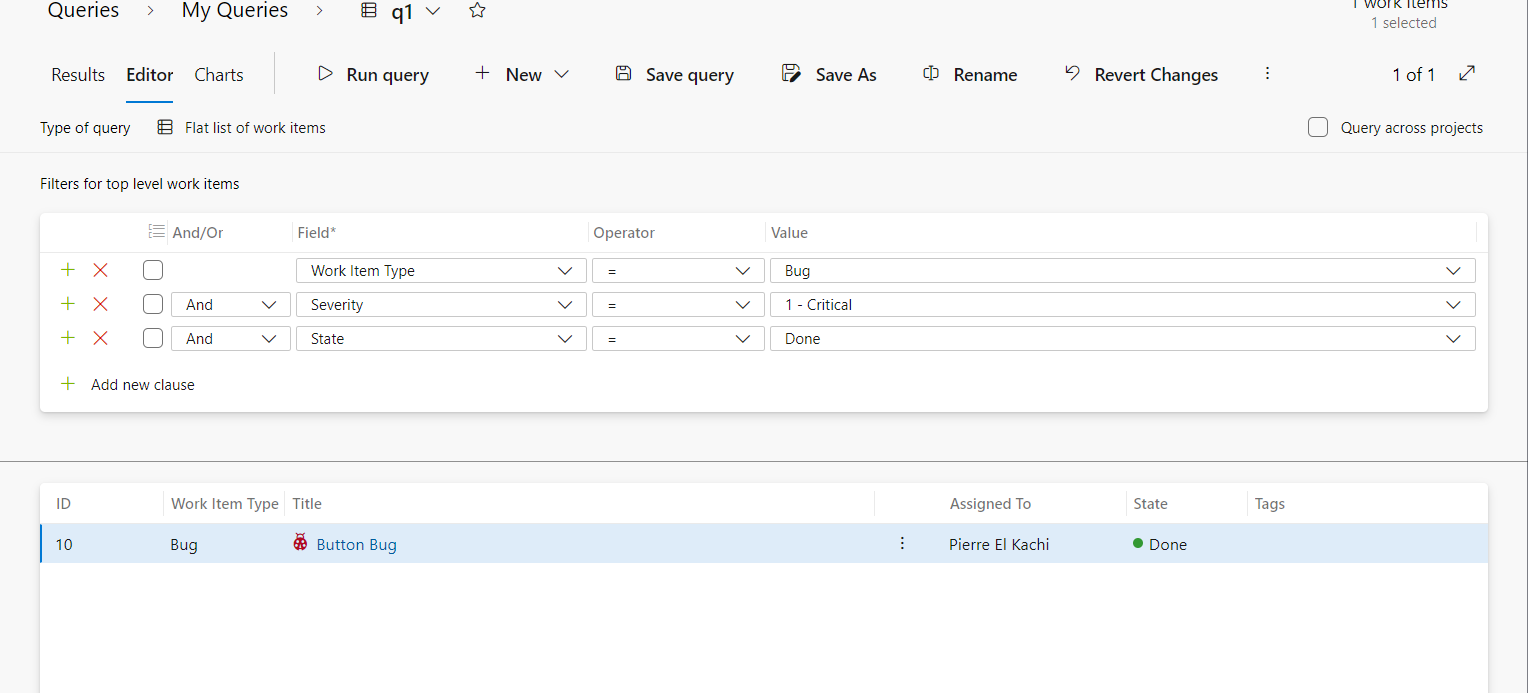 Queries > My Queries > q1
1 work items
1 selected
Results Editor Charts Run query New Save query Save As Rename Revert Changes 1 of 1
Type of query Flat list of work items Query across projects
Filters for top level work items
And/Or Field* Operator Value
Work Item Type = Bug
And Severity = 1 - Critical
And State = Done
Add new clause
ID Work Item Type Title Assigned To State Tags
10 Bug Button Bug Pierre El Kachi Done